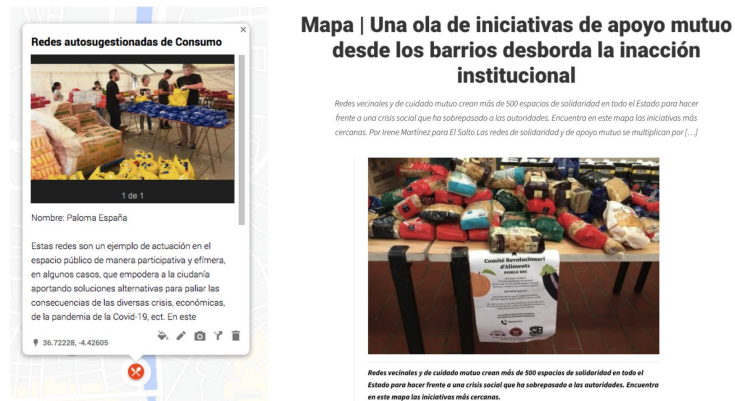 Redes autosugestionadas de Consumo
1 de 1
Nombre: Paloma España
Estas redes son un ejemplo de actuación en el
espacio público de manera participativa y efímera,
en algunos casos, que empodera a la ciudanía
aportando soluciones alternativas para paliar las
consecuencias de las diversas crisis, económicas,
de la pandemia de la Covid-19, ect. En este
36.72228, -4.42605
Mapa | Una ola de iniciativas de apoyo mutuo
desde los barrios desborda la inacción
institucional
Redes vecinales y de cuidado mutuo crean más de 500 espacios de solidaridad en todo el Estado para hacer
frente a una crisis social que ha sobrepasado a las autoridades. Encuentra en este mapa las iniciativas más
cercanas. Por Irene Martínez para El Salto Las redes de solidaridad y de apoyo mutuo se multiplican por [...]
Comitè Revolucionari
d'Aliments
POBLE SEC
Redes vecinales y de cuidado mutuo crean más de 500 espacios de solidaridad en todo el
Estado para hacer frente a una crisis social que ha sobrepasado a las autoridades. Encuentra
en este mapa las iniciativas más cercanas.